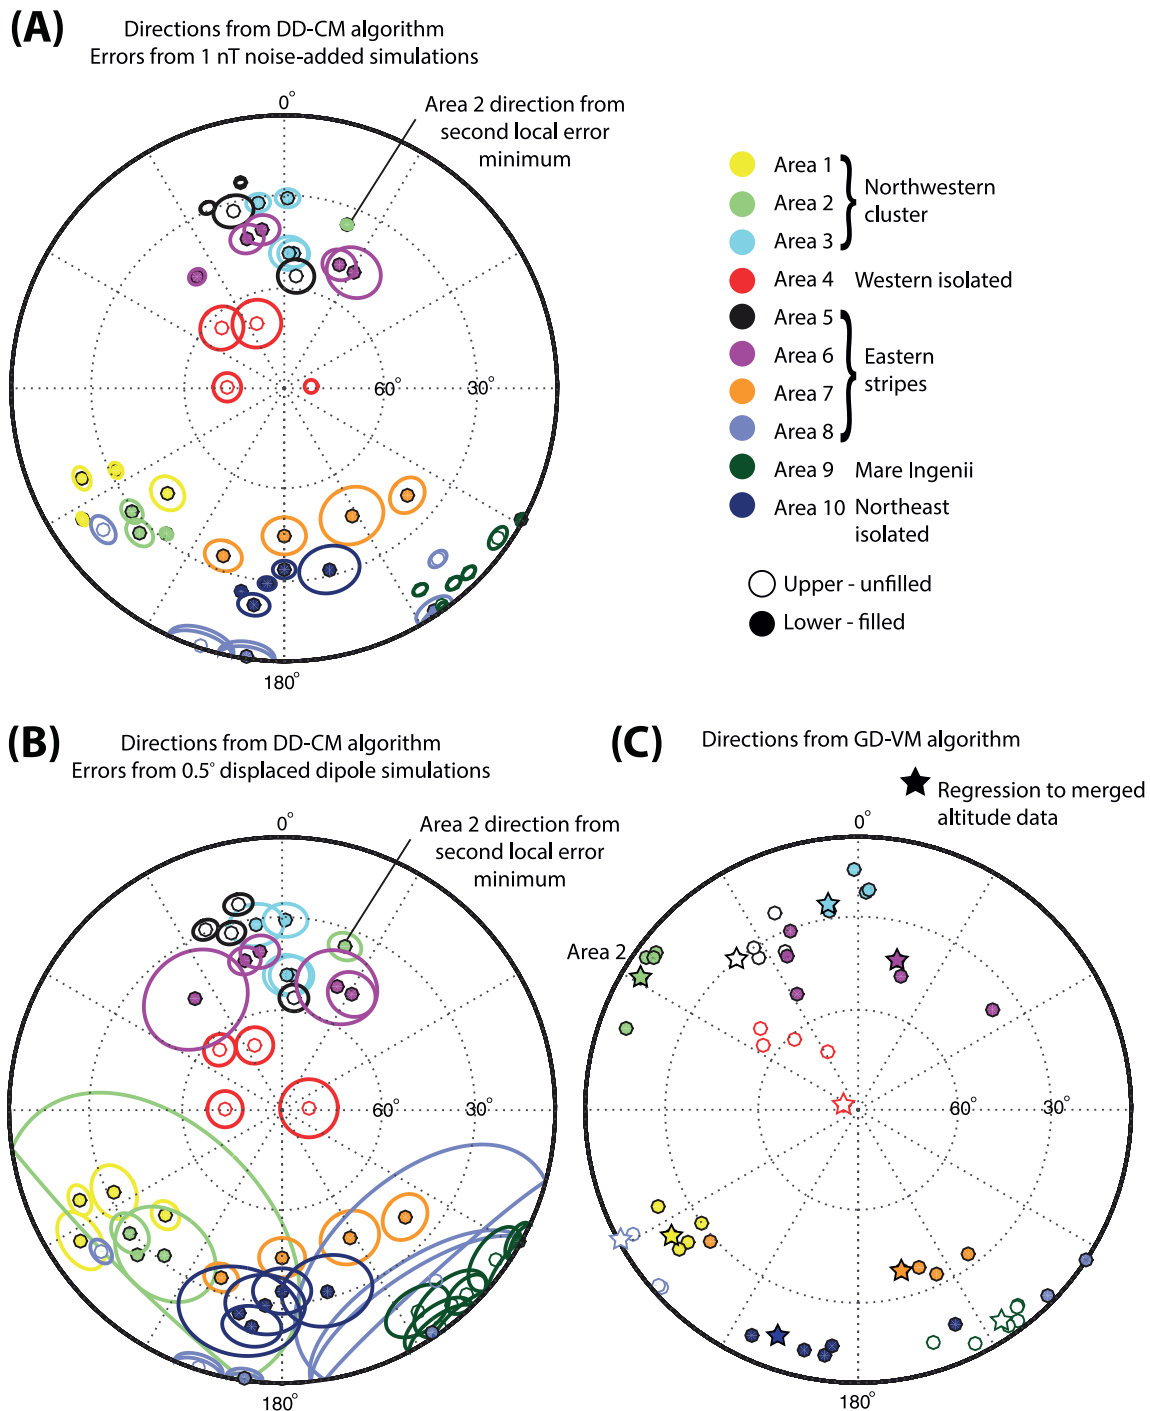 (A)
Directions from DD-CM algorithm
Errors from 1 nT noise-added simulations
0°
Area 2 direction from
second local error
minimum
60°
30°
180°
Area 1
Area 2
Area 3
Northwestern
cluster
Area 4 Western isolated
Area 5
Area 6
Area 7
Area 8
Eastern
stripes
Area 9 Mare Ingenii
Area 10 Northeast
isolated
Upper - unfilled
Lower - filled
(B)
Directions from DD-CM algorithm
Errors from 0.5° displaced dipole simulations
0°
Area 2 direction from
second local error
minimum
60°
30°
180°
(C)
Directions from GD-VM algorithm
Regression to merged
altitude data
0°
Area 2
60°
30°
180°